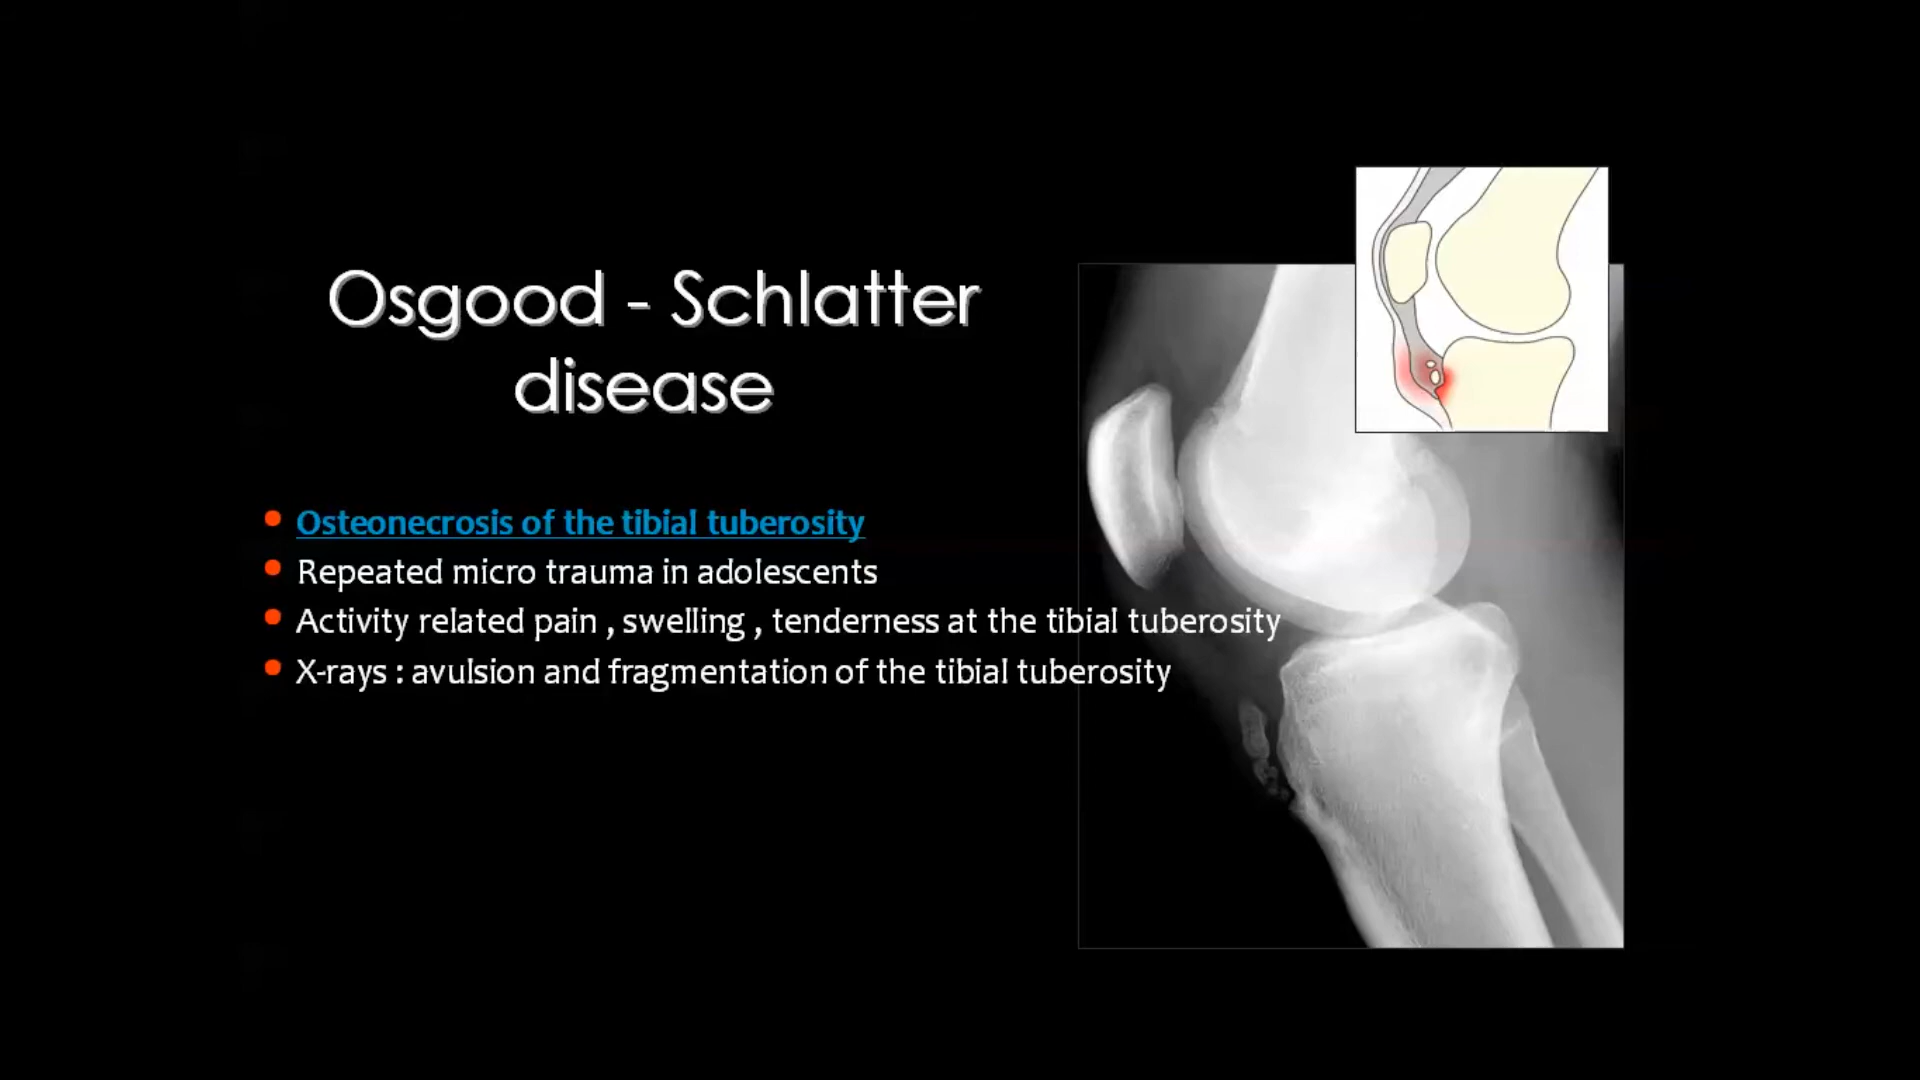 Osgood - Schlatter
disease
Osteonecrosis of the tibial tuberosity
Repeated micro trauma in adolescents
Activity related pain , swelling , tenderness at the tibial tuberosity
X-rays : avulsion and fragmentation of the tibial tuberosity